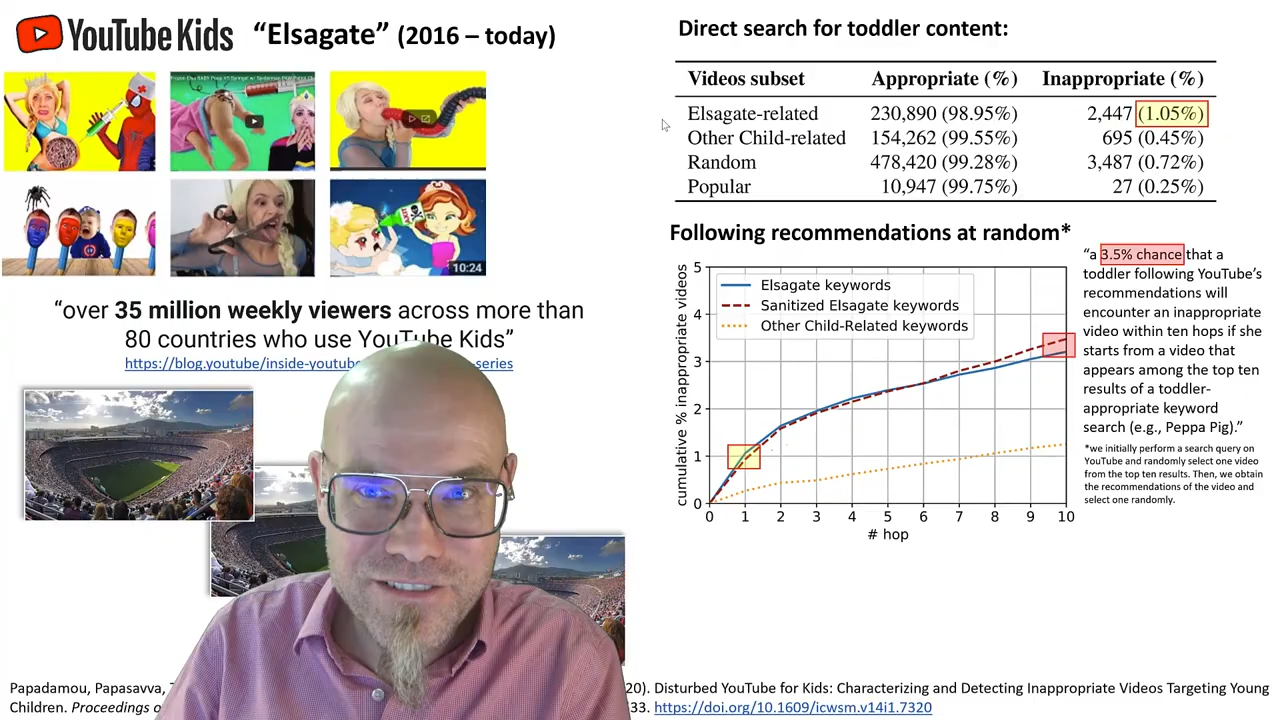 YouTube Kids
“Elsagate” (2016 – today)
10:24
“over 35 million weekly viewers across more than
80 countries who use YouTube Kids”
https://blog.youtube/inside-youtube
-series
Direct search for toddler content:
Videos subset Appropriate (%) Inappropriate (%)
Elsagate-related 230,890 (98.95%) 2,447 (1.05%)
Other Child-related 154,262 (99.55%) 695 (0.45%)
Random 478,420 (99.28%) 3,487 (0.72%)
Popular 10,947 (99.75%) 27 (0.25%)
Following recommendations at random*
cumulative % inappropriate videos
5
4
3
2
1
0
Elsagate keywords
Sanitized Elsagate keywords
Other Child-Related keywords
0 1 2 3 4 5 6 7 8 9 10
# hop
“a 3.5% chance that a
toddler following YouTube’s
recommendations will
encounter an inappropriate
video within ten hops if she
starts from a video that
appears among the top ten
results of a toddler-
appropriate keyword
search (e.g., Peppa Pig).”
*we initially perform a search query on
YouTube and randomly select one video
from the top ten results. Then, we obtain
the recommendations of the video and
select one randomly.
Papadamou, Papasavva, 20). Disturbed YouTube for Kids: Characterizing and Detecting Inappropriate Videos Targeting Young
Children. Proceedings 33. https://doi.org/10.1609/icwsm.v14i1.7320